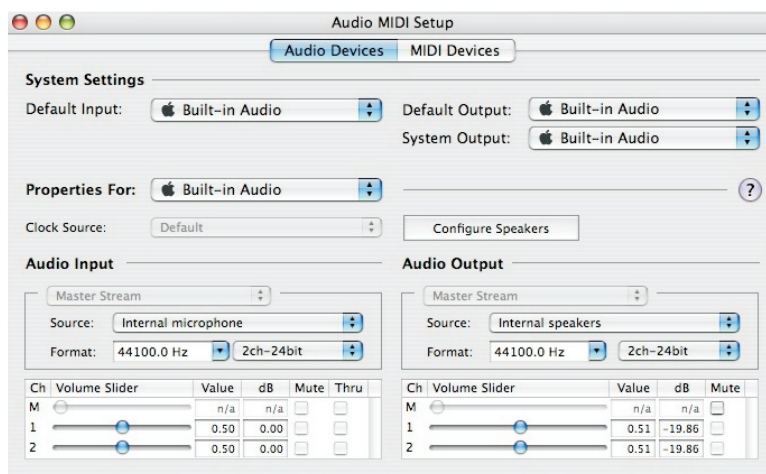 Audio MIDI Setup
Audio Devices MIDI Devices
System Settings
Default Input: Built-in Audio Default Output: Built-in Audio
System Output: Built-in Audio
Properties For: Built-in Audio ?
Clock Source: Default Configure Speakers
Audio Input Audio Output
Master Stream Master Stream
Source: Internal microphone Source: Internal speakers
Format: 44100.0 Hz 2ch-24bit Format: 44100.0 Hz 2ch-24bit
Ch Volume Slider Value dB Mute Thru Ch Volume Slider Value dB Mute
M n/a n/a M n/a n/a
1 0.50 0.00 1 0.51 -19.86
2 0.50 0.00 2 0.51 -19.86